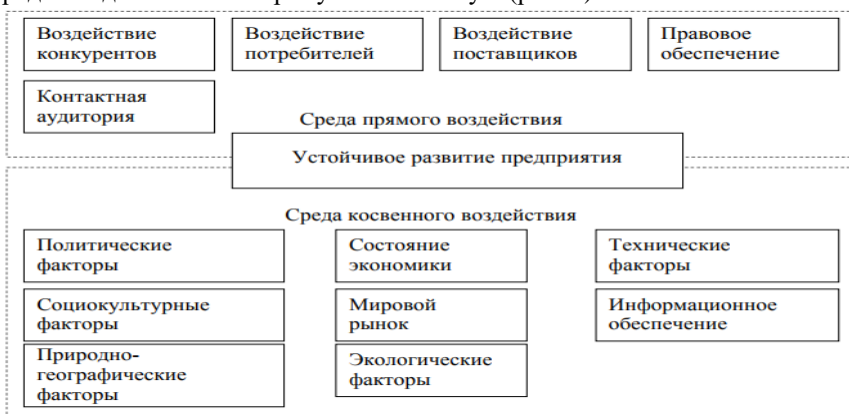 Воздействие
конкурентов
Воздействие
потребителей
Воздействие
поставщиков
Правовое
обеспечение
Контактная
аудитория
Среда прямого воздействия
Устойчивое развитие предприятия
Среда косвенного воздействия
Политические
факторы
Состояние
экономики
Технические
факторы
Социокультурные
факторы
Мировой
рынок
Информационное
обеспечение
Природно-
географические
факторы
Экологические
факторы